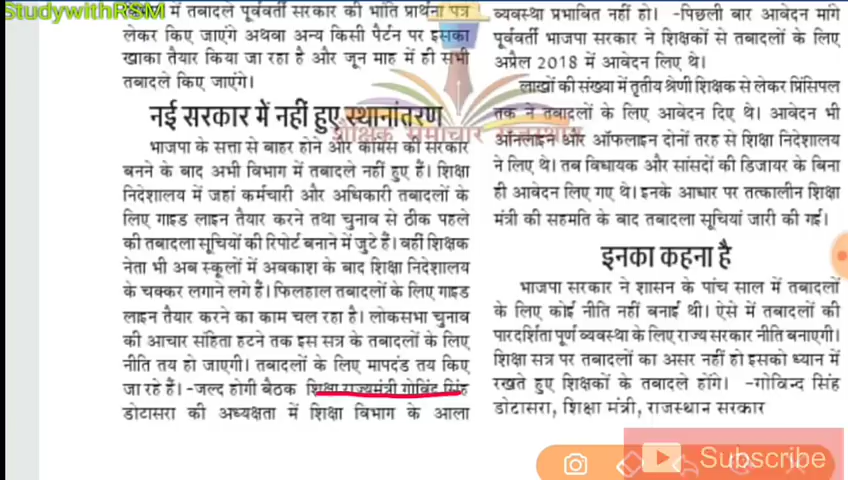 StudywithRSM
में तबादले पूर्ववर्ती सरकार की भांति प्रार्थना पत्र
लेकर किए जाएंगे अथवा अन्य किसी पैर्टन पर इसका
खाका तैयार किया जा रहा है और जून माह में ही सभी
तबादले किए जाएंगे।
नई सरकार में नहीं हुए स्थानांतरण
भाजपा के सत्ता से बाहर होने और कांग्रेस की सरकार
बनने के बाद अभी विभाग में तबादले नहीं हुए हैं। शिक्षा
निदेशालय में जहां कर्मचारी और अधिकारी तबादलों के
लिए गाइड लाइन तैयार करने तथा चुनाव से ठीक पहले
की तबादला सूचियों की रिपोर्ट बनाने में जुटे हैं। वहीं शिक्षक
नेता भी अब स्कूलों में अवकाश के बाद शिक्षा निदेशालय
के चक्कर लगाने लगे हैं। फिलहाल तबादलों के लिए गाइड
लाइन तैयार करने का काम चल रहा है। लोकसभा चुनाव
की आचार संहिता हटने तक इस सत्र के तबादलों के लिए
नीति तय हो जाएगी। तबादलों के लिए मापदंड तय किए
जा रहे हैं। -जल्द होगी बैठक शिक्षा राज्यमंत्री गोविंद सिंह
डोटासरा की अध्यक्षता में शिक्षा विभाग के आला
व्यवस्था प्रभावित नहीं हो। -पिछली बार आवेदन मांगे
पूर्ववर्ती भाजपा सरकार ने शिक्षकों से तबादलों के लिए
अप्रैल 2018 में आवेदन लिए थे।
लाखों की संख्या में तृतीय श्रेणी शिक्षक से लेकर प्रिंसिपल
तक ने तबादलों के लिए आवेदन दिए थे। आवेदन भी
ऑनलाइन और ऑफलाइन दोनों तरह से शिक्षा निदेशालय
ने लिए थे। तब विधायक और सांसदों की डिजायर के बिना
ही आवेदन लिए गए थे। इनके आधार पर तत्कालीन शिक्षा
मंत्री की सहमति के बाद तबादला सूचियां जारी की गई।
इनका कहना है
भाजपा सरकार ने शासन के पांच साल में तबादलों
के लिए कोई नीति नहीं बनाई थी। ऐसे में तबादलों की
पारदर्शिता पूर्ण व्यवस्था के लिए राज्य सरकार नीति बनाएगी।
शिक्षा सत्र पर तबादलों का असर नहीं हो इसको ध्यान में
रखते हुए शिक्षकों के तबादले होंगे। -गोविन्द सिंह
डोटासरा, शिक्षा मंत्री, राजस्थान सरकार
शैक्षिक समाचार राजस्थान
Subscribe